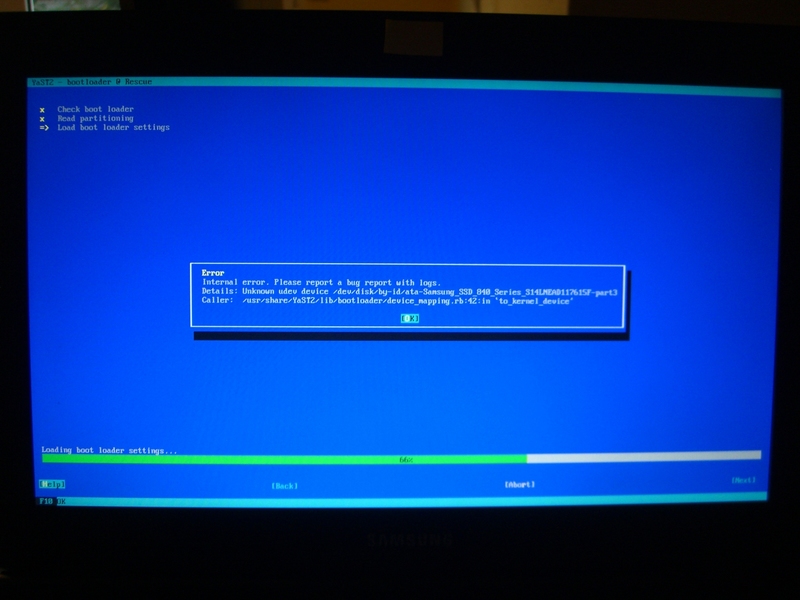 YaST2 - bootloader @ Rescue
x Check boot loader
x Read partitioning
=> Load boot loader settings
Error
Internal error. Please report a bug report with logs.
Details: Unknown udev device /dev/disk/by-id/ata-Samsung_SSD_840_Series_S14LNEAD117615F-part3
Caller: /usr/share/YaST2/lib/bootloader/device_mapping.rb:42:in 'to_kernel_device'
[OK]
Loading boot loader settings...
66%
[Help] [Back] [Abort] [Next]
F10 OK
SAMSUNG